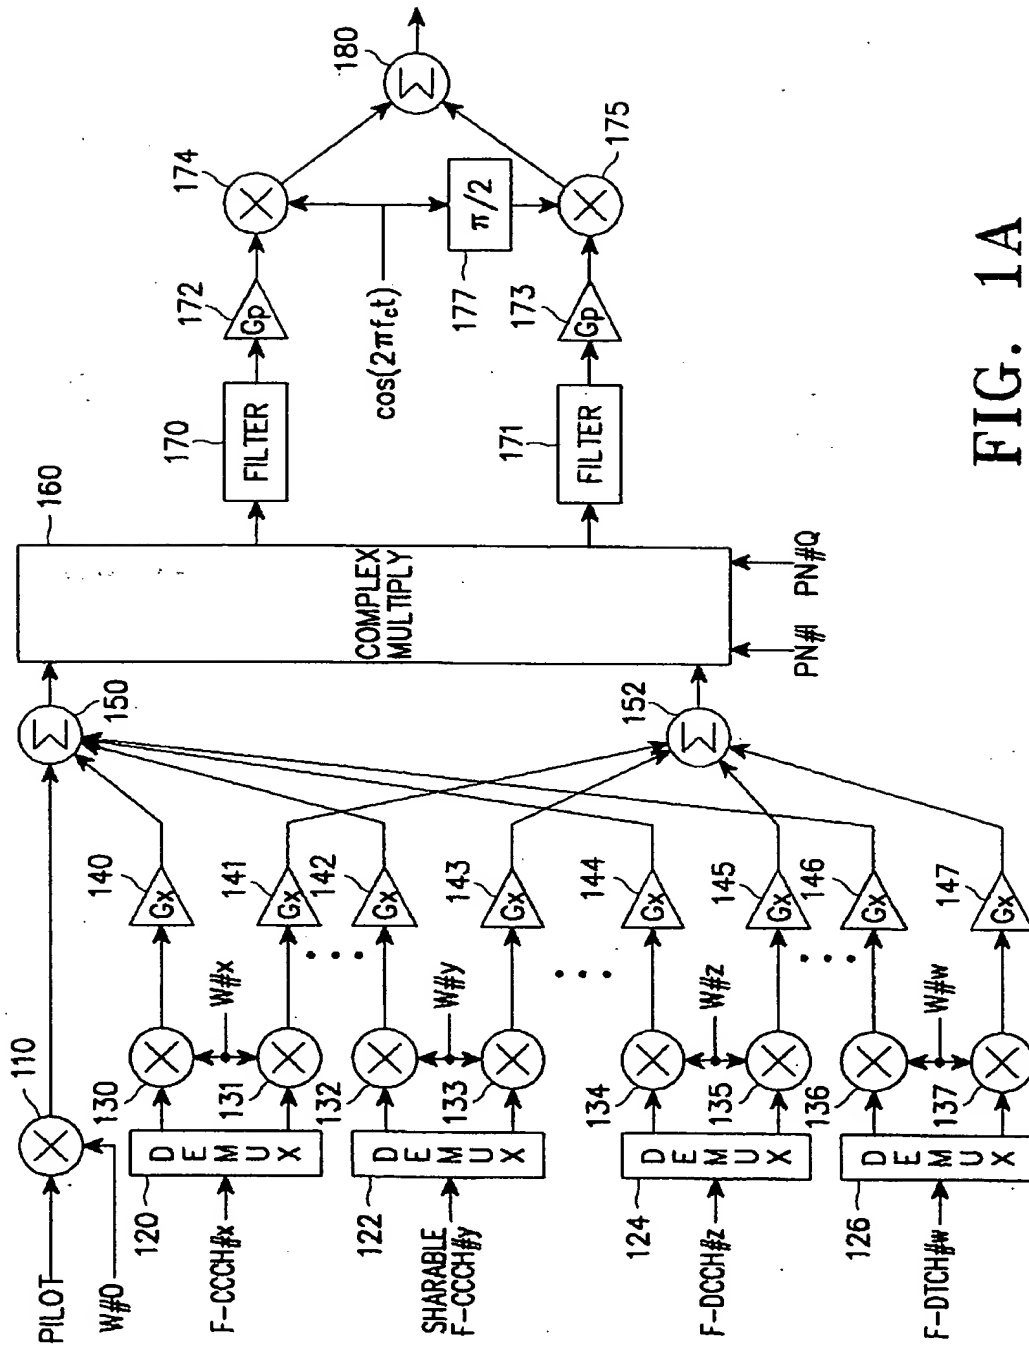 PILOT
W#0
110
F-CCCH#x
120
DEMUX
130
131
W#x
Gx
140
Gx
141
SHARABLE
F-CCCH#y
122
DEMUX
132
133
W#y
Gx
142
Gx
143
F-DCCH#z
124
DEMUX
134
135
W#z
Gx
144
Gx
145
F-DTCH#w
126
DEMUX
136
137
W#w
Gx
146
Gx
147
Σ
150
Σ
152
COMPLEX
MULTIPLY
160
PN#I
PN#Q
FILTER
170
FILTER
171
Gp
172
Gp
173
cos(2πfct)
174
π/2
177
175
Σ
180
FIG. 1A